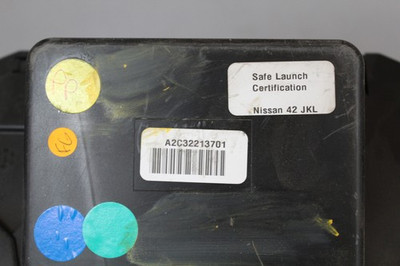 Safe Launch
Certification
Nissan 42 JKL
A2C32213701